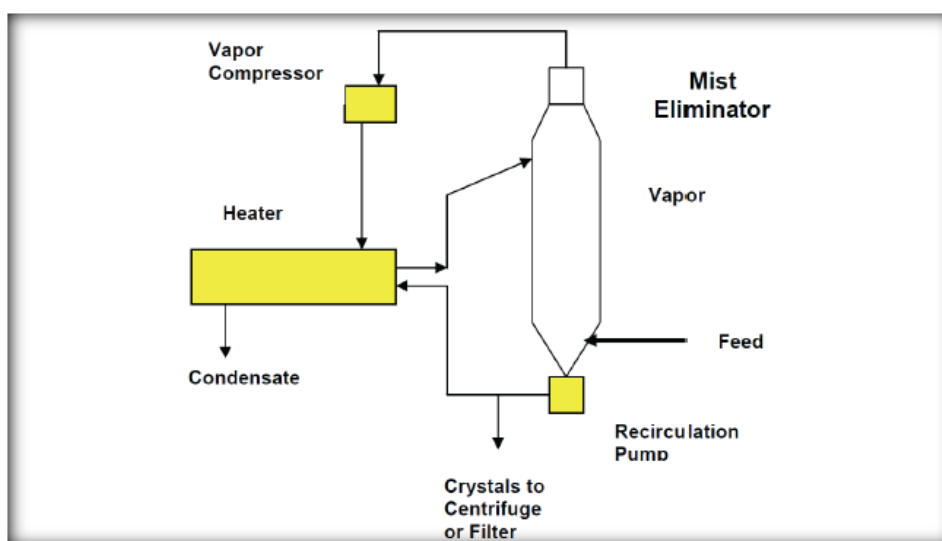 Vapor
Compressor
Mist
Eliminator
Vapor
Heater
Feed
Condensate
Recirculation
Pump
Crystals to
Centrifuge
or Filter